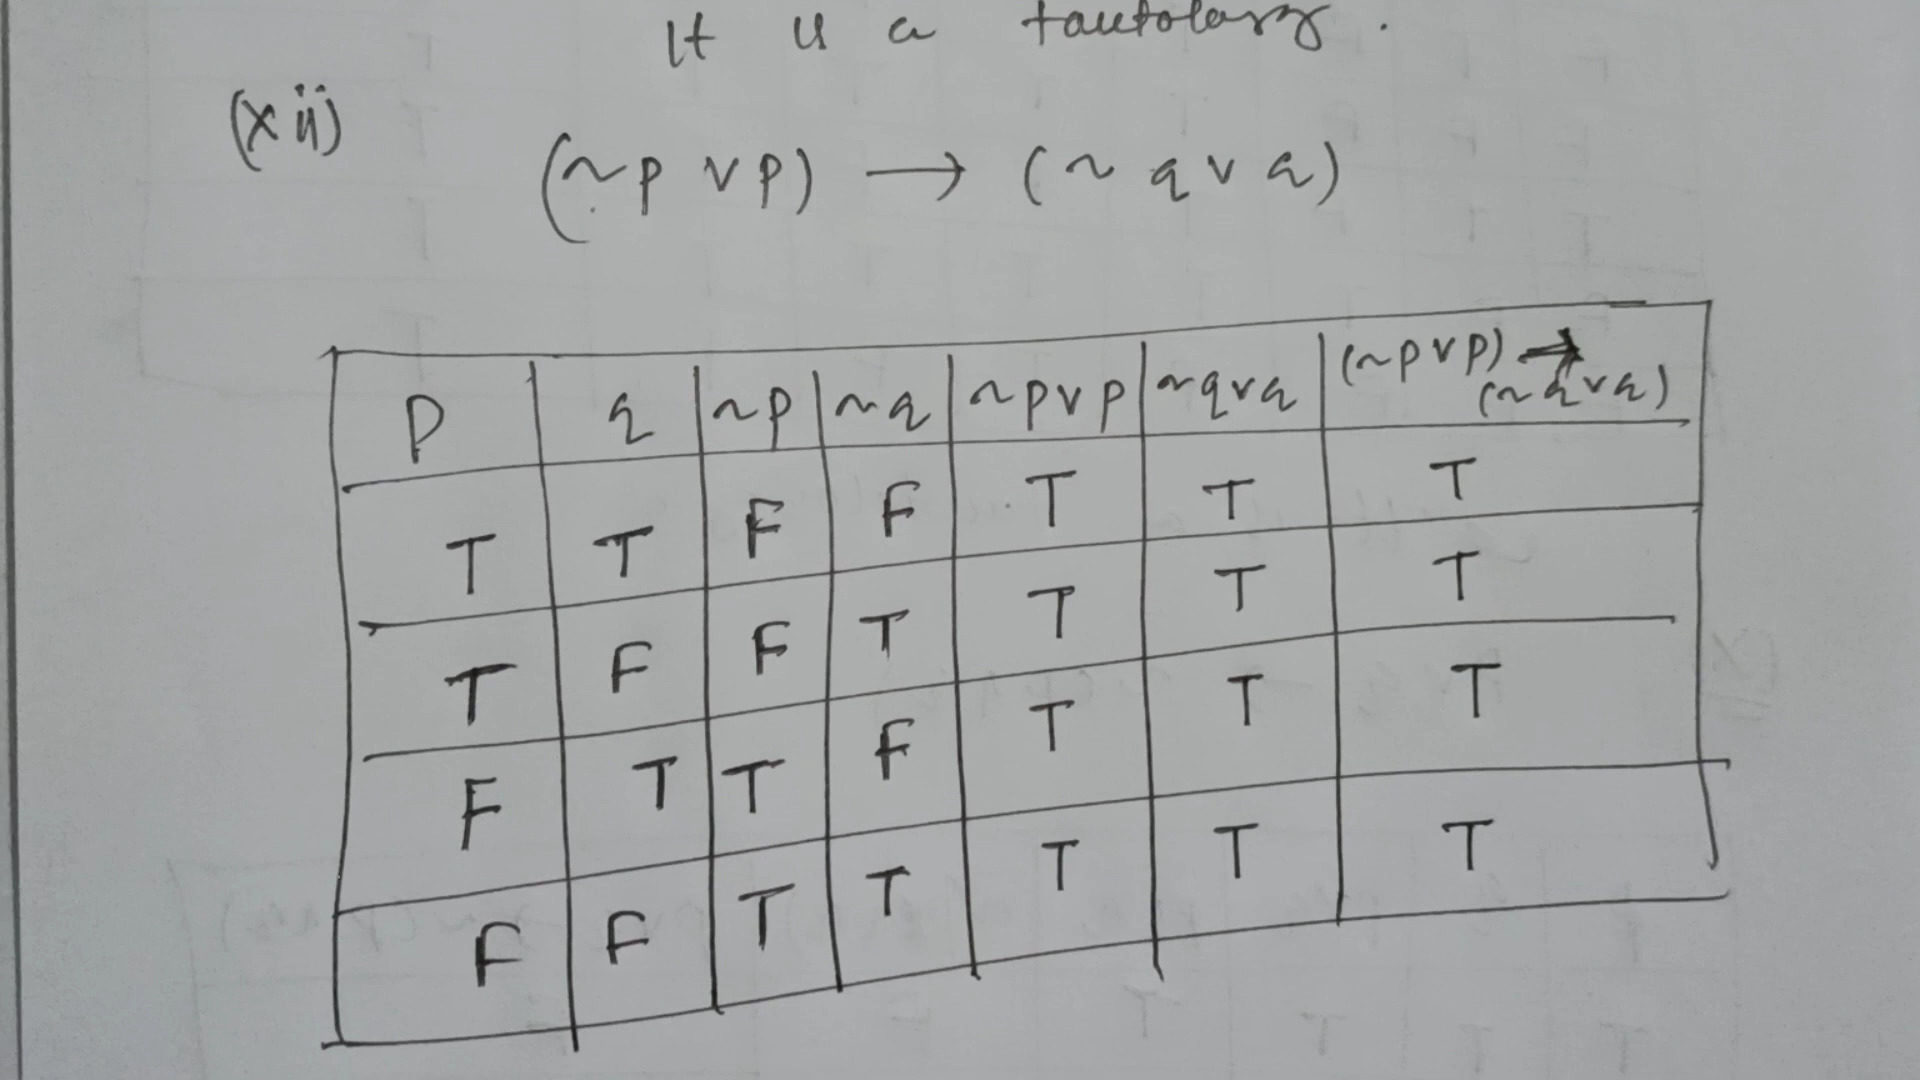 It is a tautology.
(xii)
(~p ∨ p) → (~q ∨ q)
p q ~p ~q ~p∨p ~q∨q (~p∨p) → (~q∨q)
T T F F T T T
T F F T T T T
F T T F T T T
F F T T T T T